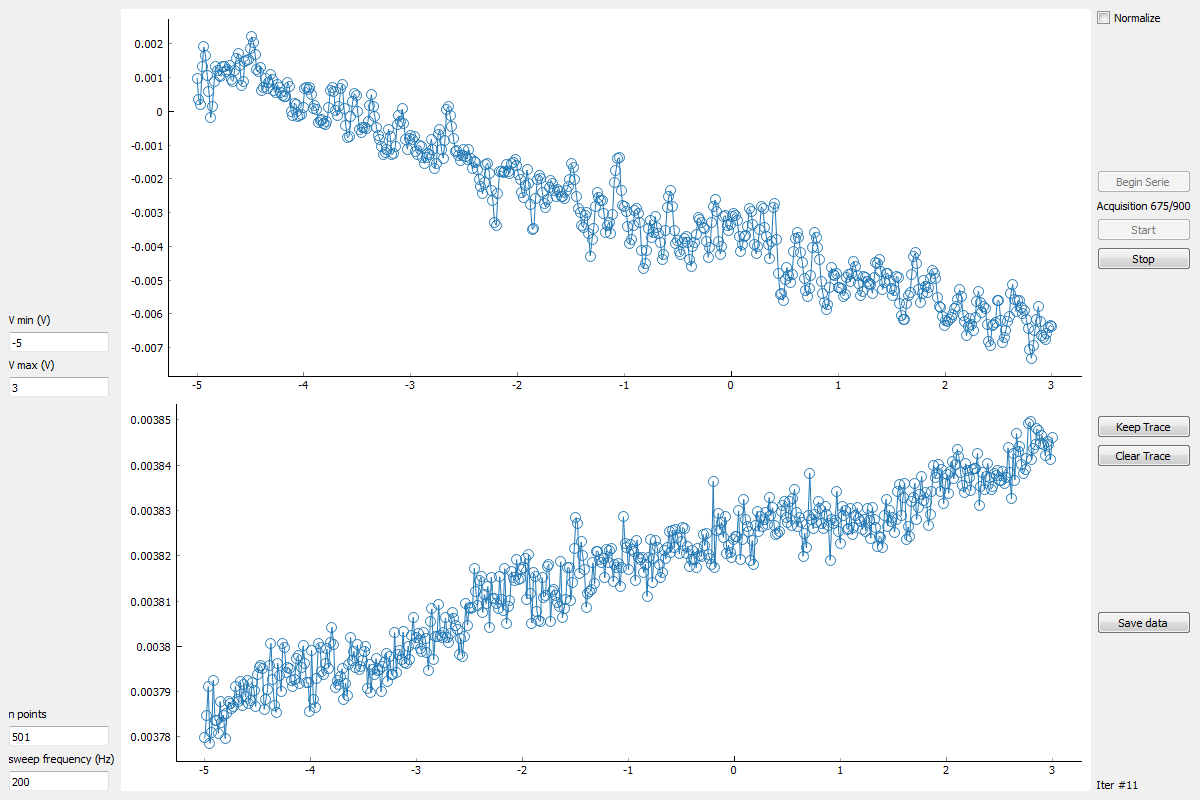 Normalize
0.002
0.001
0
-0.001
-0.002
-0.003
-0.004
-0.005
-0.006
-0.007
-5 -4 -3 -2 -1 0 1 2 3
Begin Serie
Acquisition 675/900
Start
Stop
V min (V)
-5
V max (V)
3
0.00385
0.00384
0.00383
0.00382
0.00381
0.0038
0.00379
0.00378
-5 -4 -3 -2 -1 0 1 2 3
Keep Trace
Clear Trace
Save data
n points
501
sweep frequency (Hz)
200
Iter #11